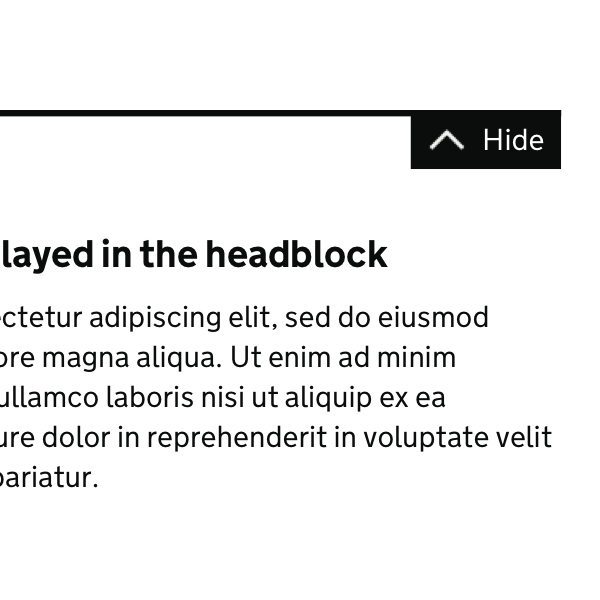 Hide
layed in the headblock
ctetur adipiscing elit, sed do eiusmod
ore magna aliqua. Ut enim ad minim
ullamco laboris nisi ut aliquip ex ea
ure dolor in reprehenderit in voluptate velit
pariatur.